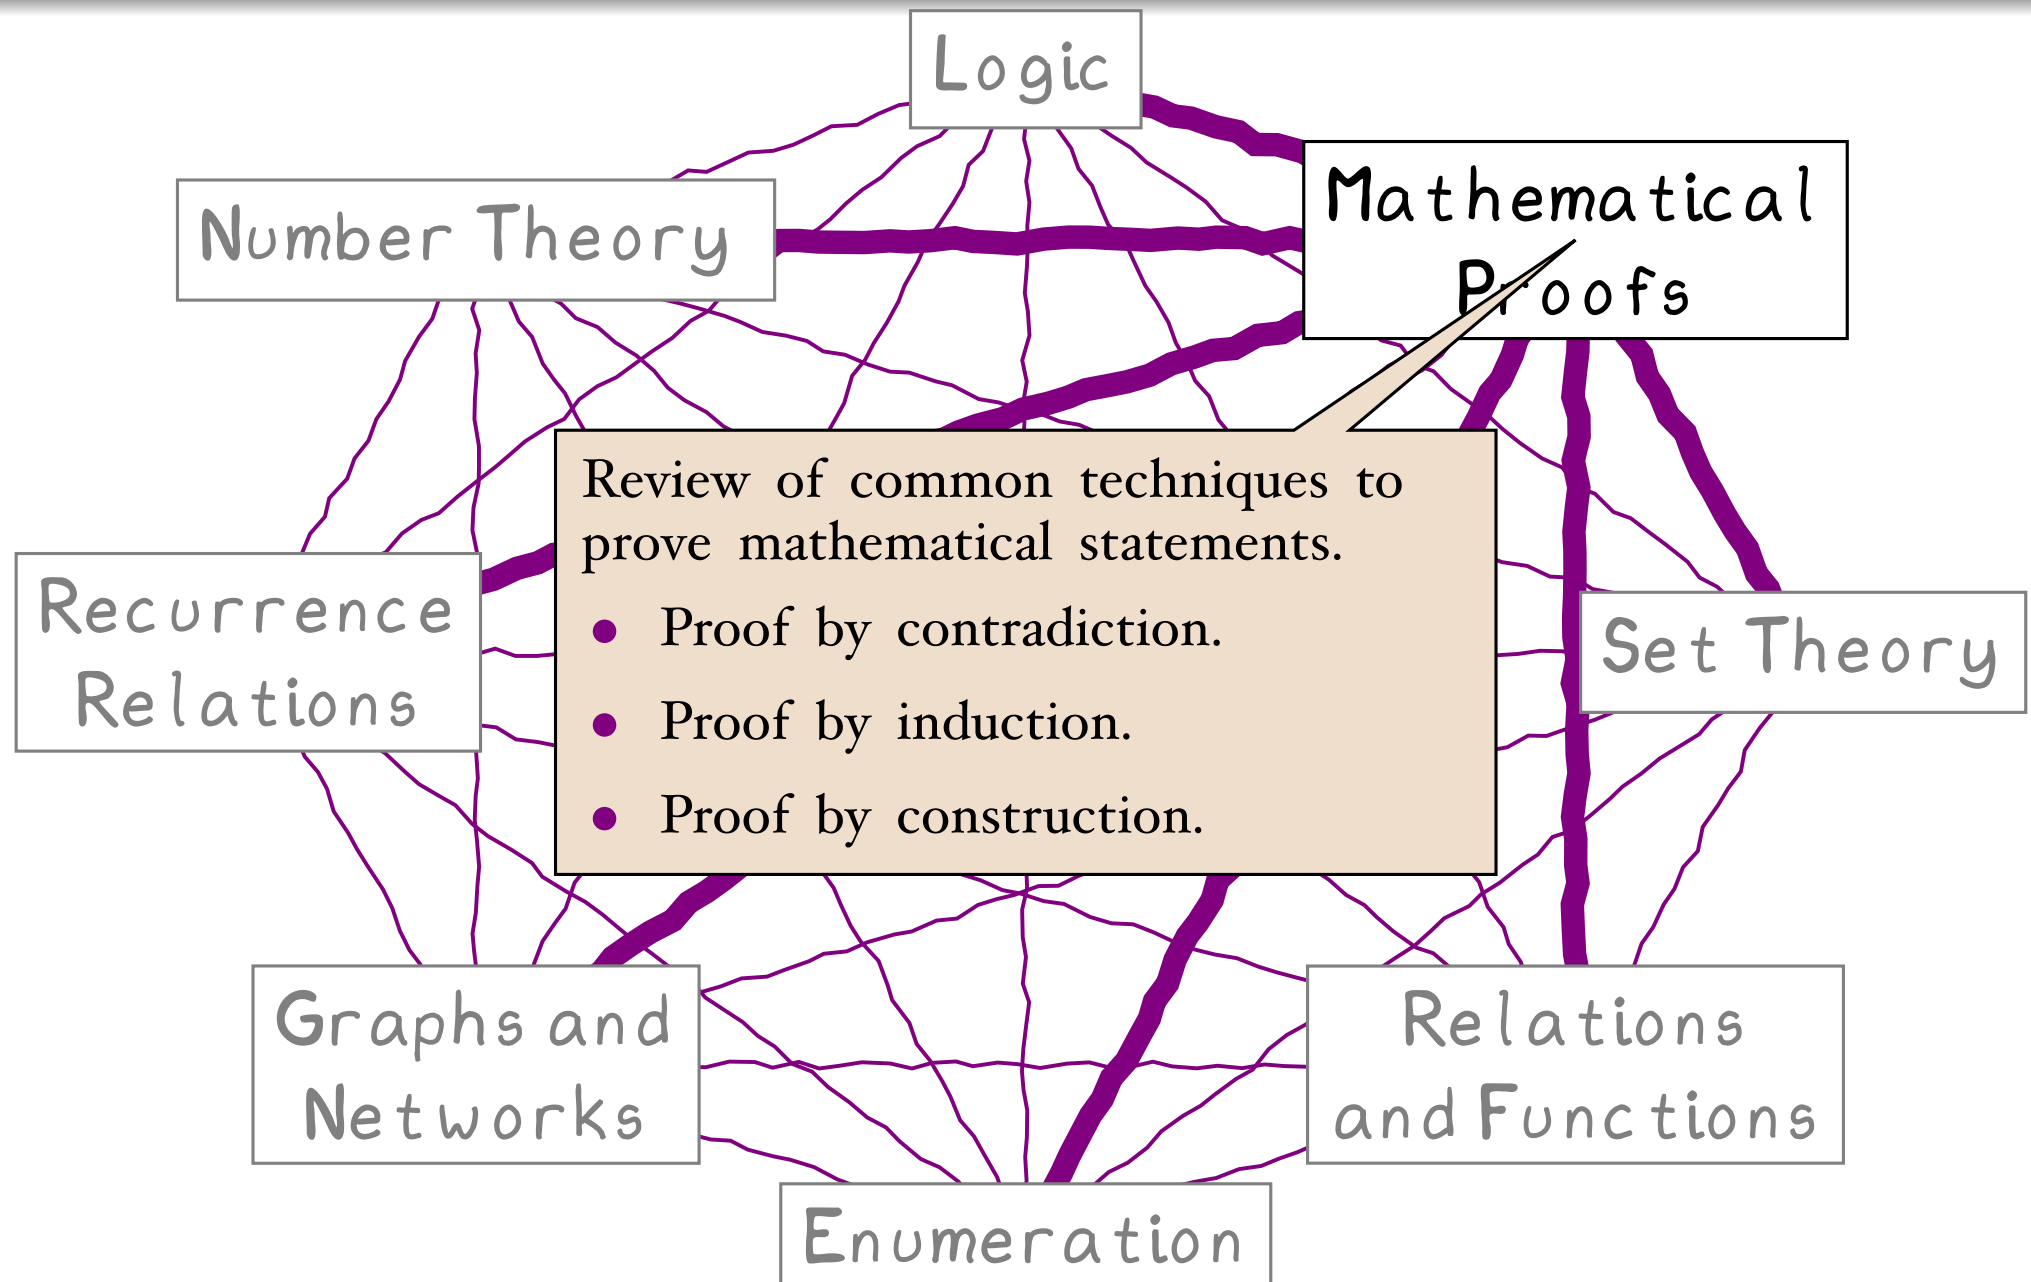 Logic
Mathematical
Proofs
Number Theory
Review of common techniques to
prove mathematical statements.
● Proof by contradiction.
● Proof by induction.
● Proof by construction.
Recurrence
Relations
Set Theory
Graphs and
Networks
Relations
and Functions
Enumeration